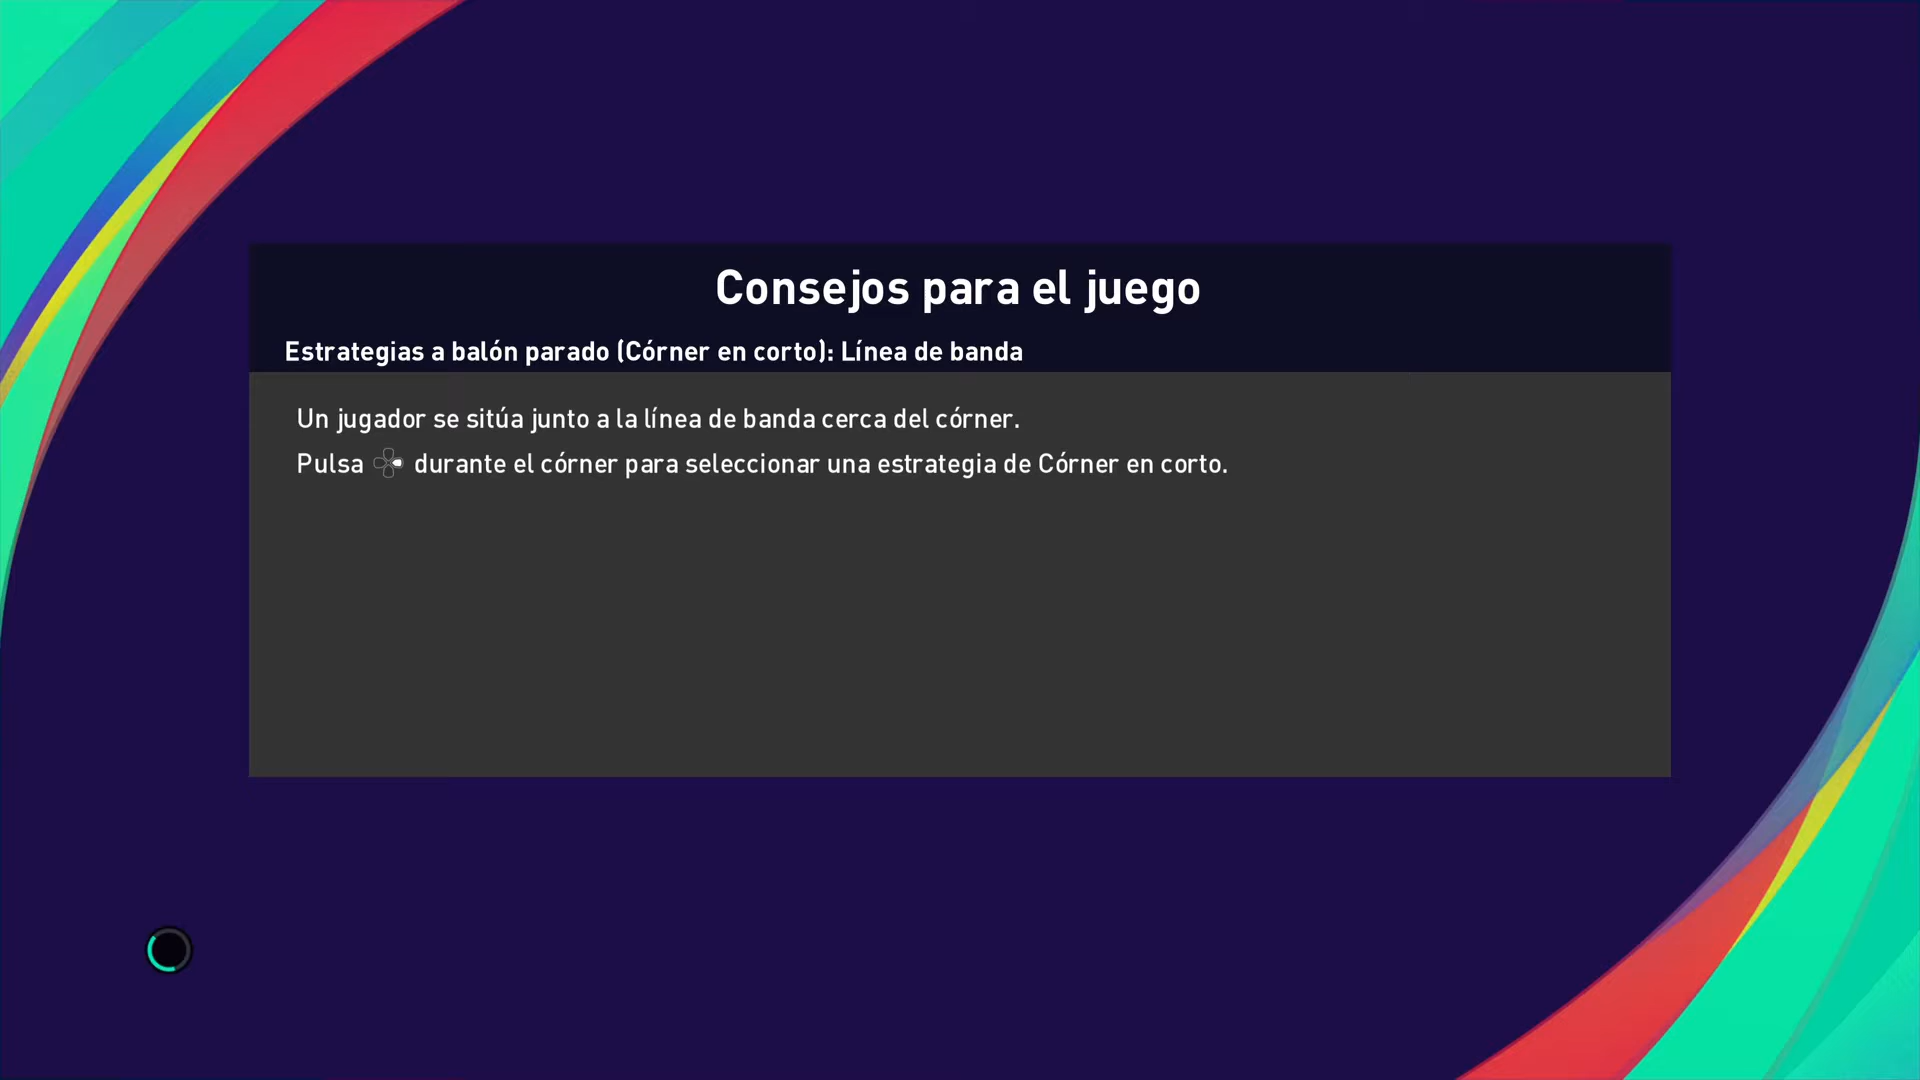 Consejos para el juego
Estrategias a balón parado (Córner en corto): Línea de banda
Un jugador se sitúa junto a la línea de banda cerca del córner.
Pulsa durante el córner para seleccionar una estrategia de Córner en corto.